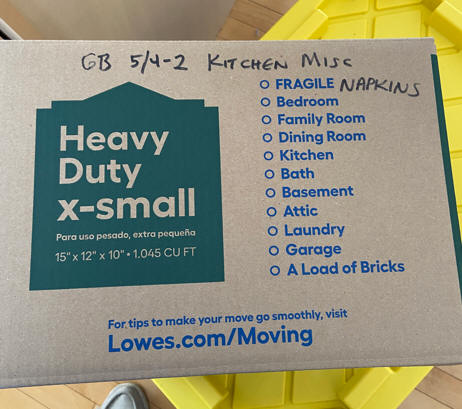 GB 5/4-2 KITCHEN MISC
FRAGILE NAPKINS
Bedroom
Family Room
Dining Room
Kitchen
Bath
Basement
Attic
Laundry
Garage
A Load of Bricks
Heavy
Duty
x-small
Para uso pesado, extra pequeña
15" x 12" x 10" • 1.045 CU FT
For tips to make your move go smoothly, visit
Lowes.com/Moving